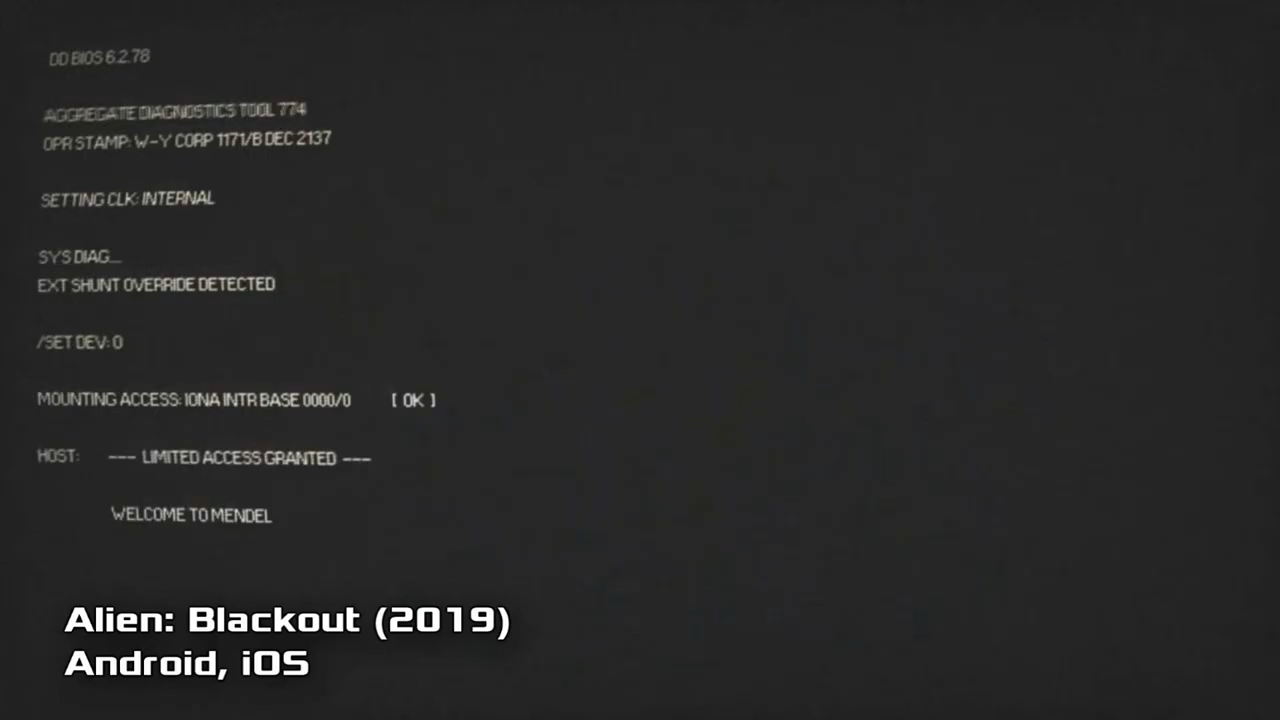 DD BIOS 6.2.78
AGGREGATE DIAGNOSTICS TOOL 774
OPR STAMP: W-Y CORP 1171/B DEC 2137
SETTING CLK: INTERNAL
SYS DIAG...
EXT SHUNT OVERRIDE DETECTED
/SET DEV: 0
MOUNTING ACCESS: IONA INTR BASE 0000/0 [ OK ]
HOST: --- LIMITED ACCESS GRANTED ---
WELCOME TO MENDEL
Alien: Blackout (2019)
Android, iOS